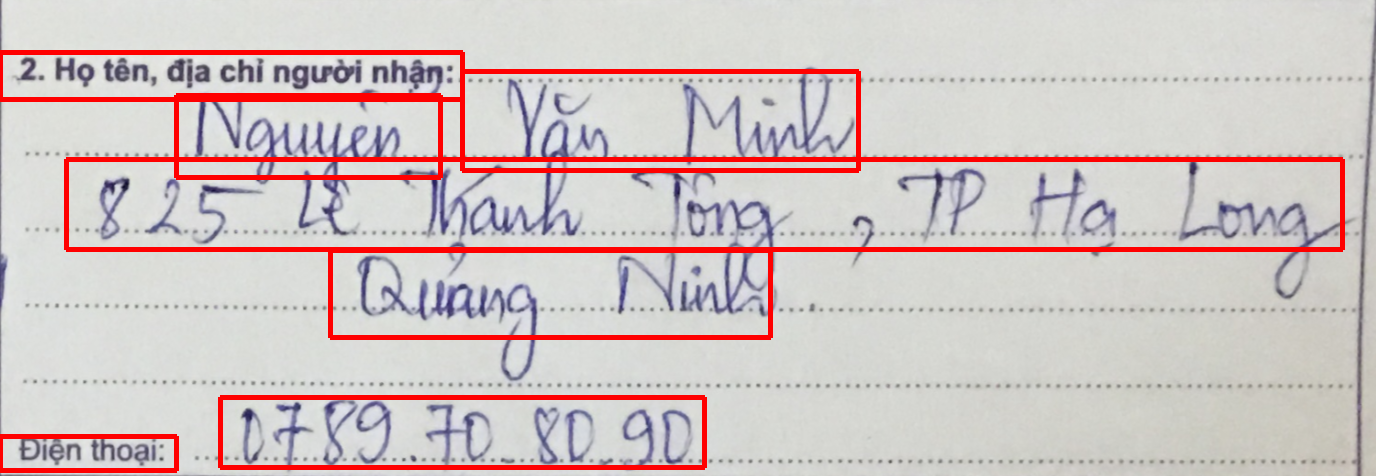 2. Họ tên, địa chỉ người nhận:
Nguyễn Văn Minh
825 Lê Thánh Tông, TP Hạ Long
Quảng Ninh.
Điện thoại: 0789.70.80.90